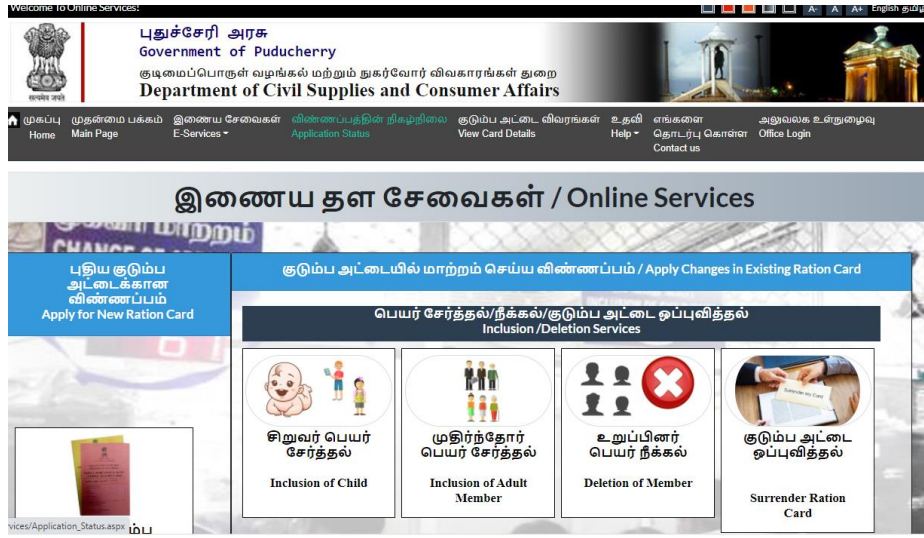 Welcome To Online Services!
A- A A+ English தமிழ்
புதுச்சேரி அரசு
Government of Puducherry
குடிமைப்பொருள் வழங்கல் மற்றும் நுகர்வோர் விவகாரங்கள் துறை
Department of Civil Supplies and Consumer Affairs
सत्यमेव जयते
முகப்பு முதன்மை பக்கம் இணைய சேவைகள் விண்ணப்பத்தின் நிகழ்நிலை குடும்ப அட்டை விவரங்கள் உதவி எங்களை அலுவலக உள்நுழைவு
Home Main Page E-Services Application Status View Card Details Help தொடர்பு கொள்ள Office Login
Contact us
இணைய தள சேவைகள் / Online Services
புதிய குடும்ப
அட்டைக்கான
விண்ணப்பம்
Apply for New Ration Card
குடும்ப அட்டையில் மாற்றம் செய்ய விண்ணப்பம் / Apply Changes in Existing Ration Card
பெயர் சேர்த்தல்/நீக்கல்/குடும்ப அட்டை ஒப்புவித்தல்
Inclusion /Deletion Services
சிறுவர் பெயர்
சேர்த்தல்
Inclusion of Child
முதிர்ந்தோர்
பெயர் சேர்த்தல்
Inclusion of Adult
Member
உறுப்பினர்
பெயர் நீக்கல்
Deletion of Member
Surrender My Card
குடும்ப அட்டை
ஒப்புவித்தல்
Surrender Ration
Card
vices/Application_Status.aspx